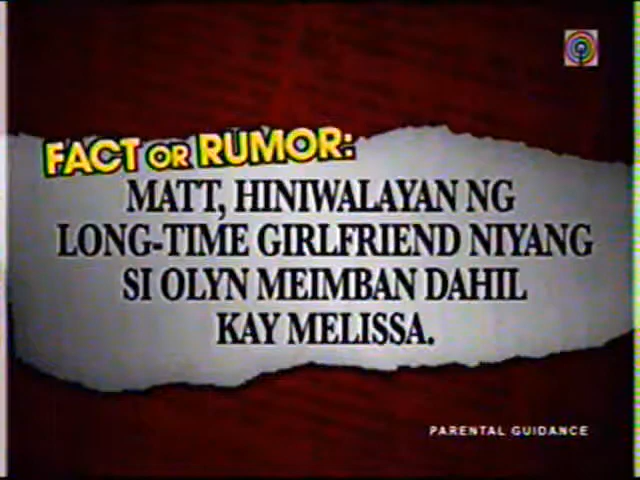 FACT OR RUMOR:
MATT, HINIWALAYAN NG
LONG-TIME GIRLFRIEND NIYANG
SI OLYN MEIMBAN DAHIL
KAY MELISSA.
PARENTAL GUIDANCE